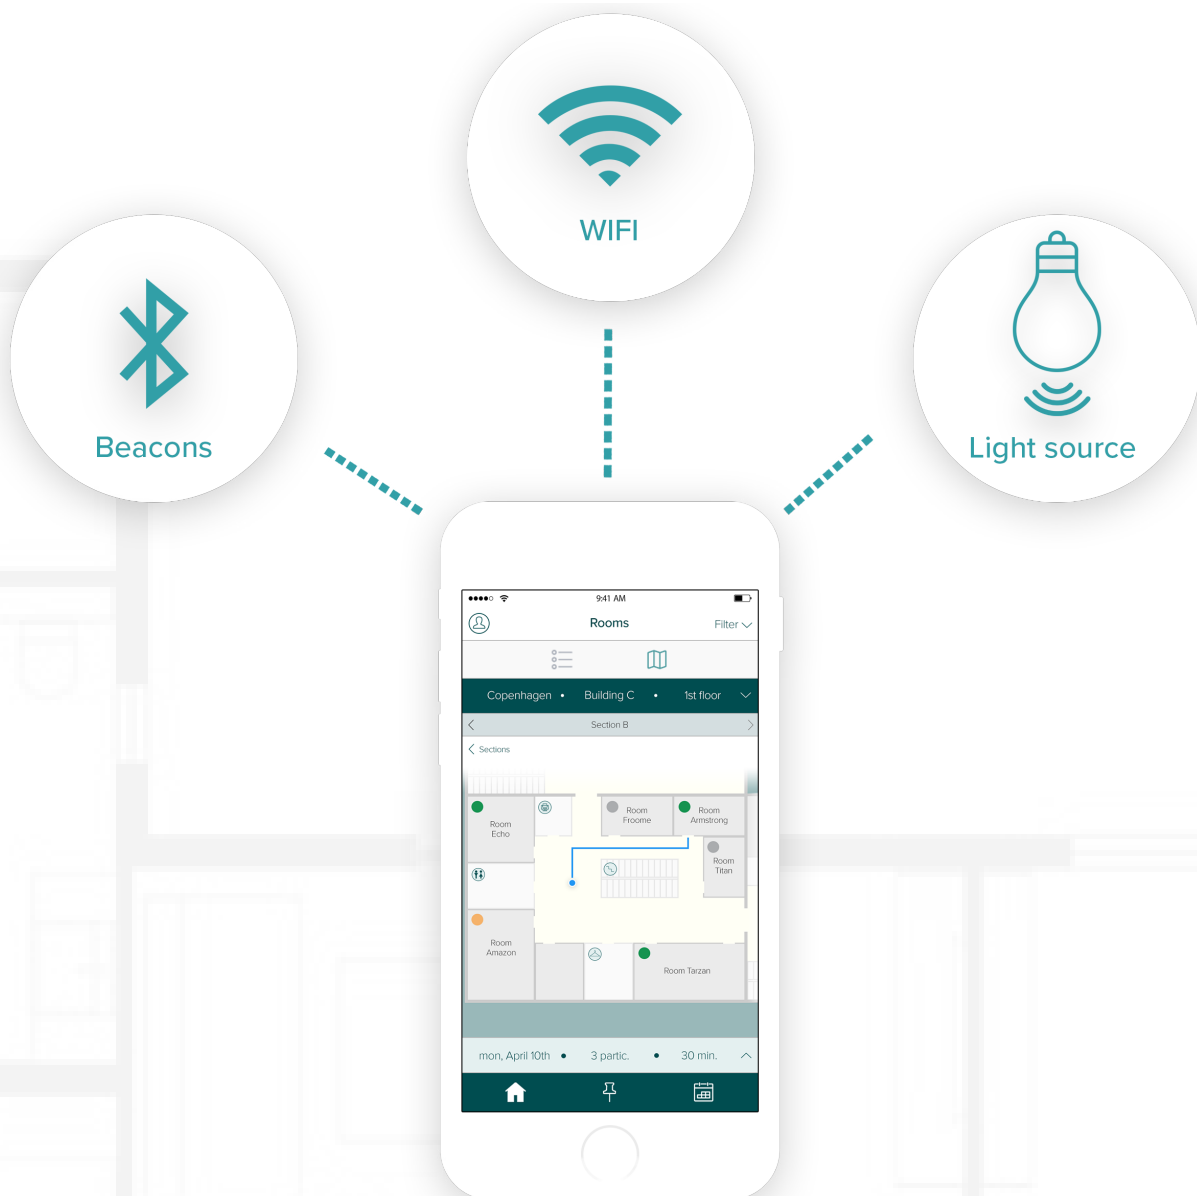 WIFI
Beacons
Light source
9:41 AM
Rooms
Filter
Copenhagen • Building C • 1st floor
Section B
Sections
Room
Echo
Room
Froome
Room
Armstrong
Room
Titan
Room
Amazon
Room Tarzan
mon, April 10th • 3 partic. • 30 min.